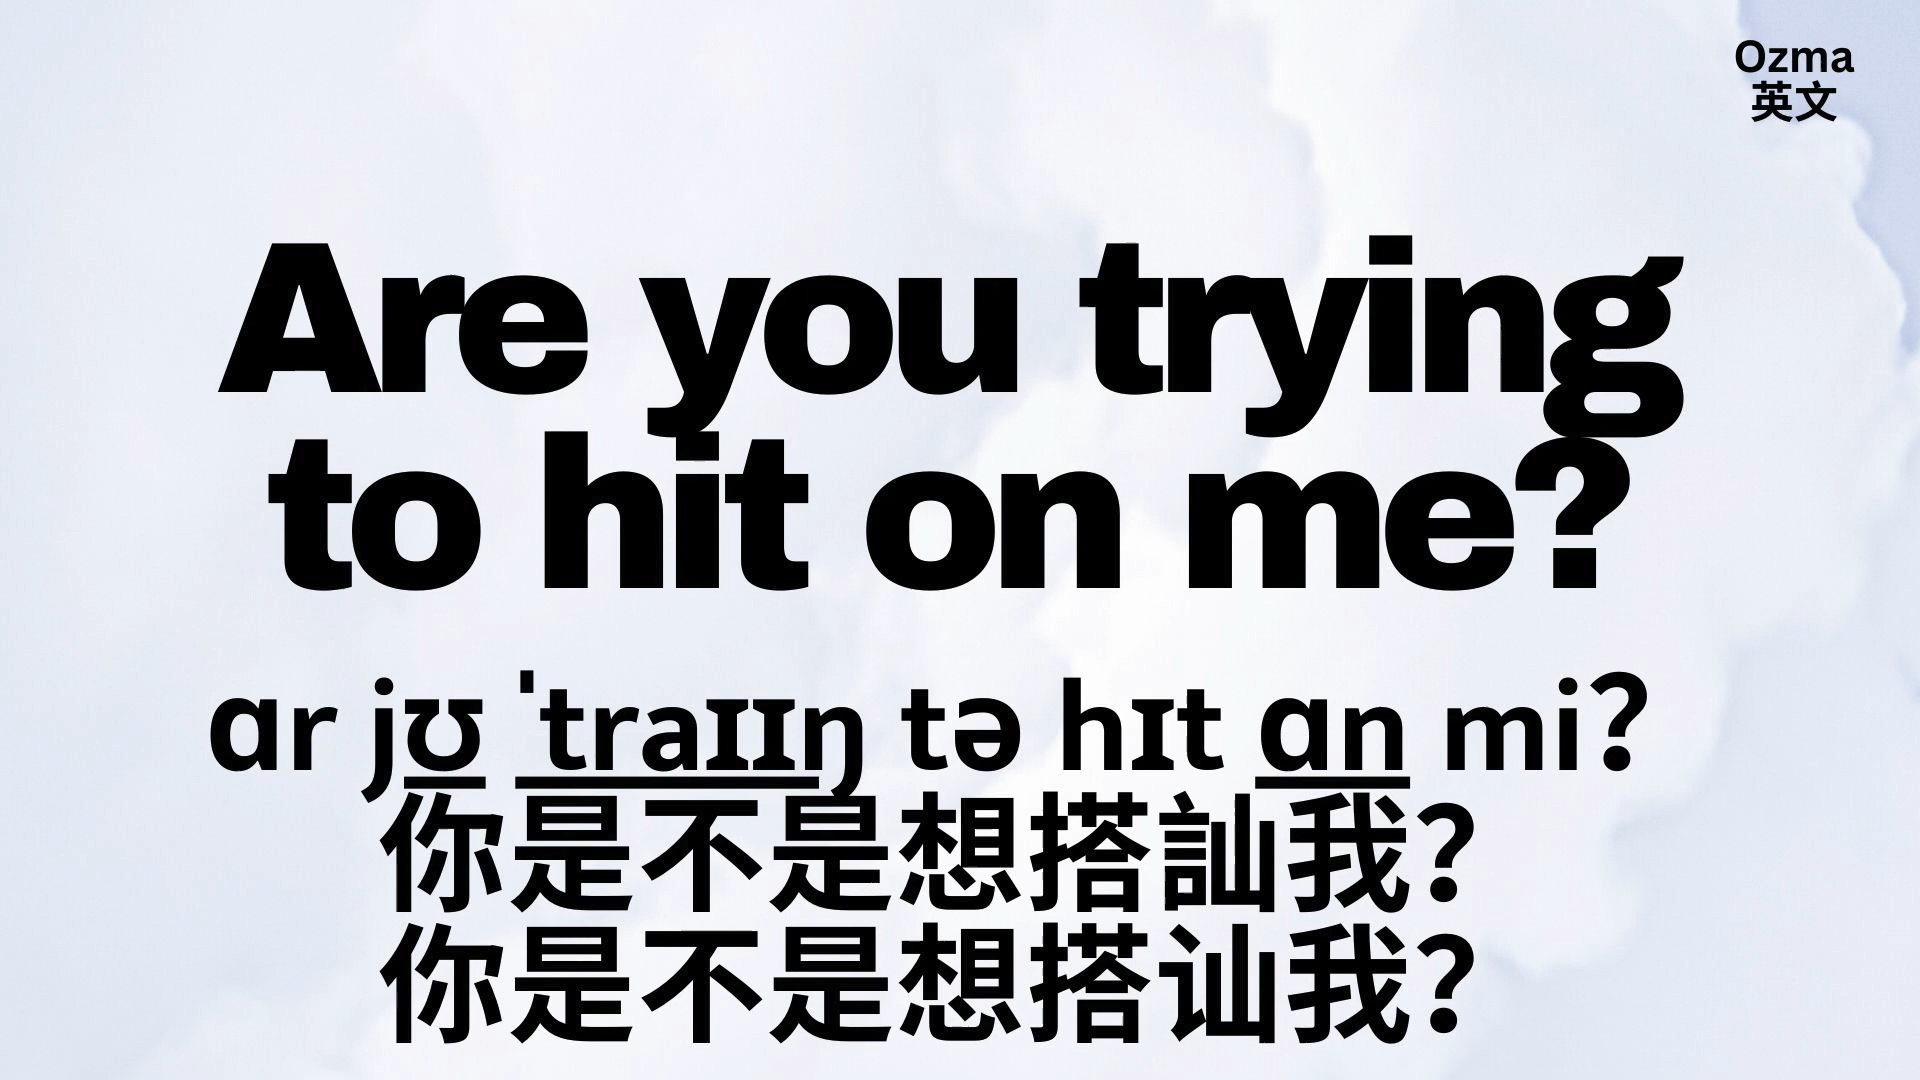 Ozma
英文
Are you trying
to hit on me?
ɑr jʊ ˈtraɪɪŋ tə hɪt ɑn mi?
你是不是想搭訕我？
你是不是想搭讪我？